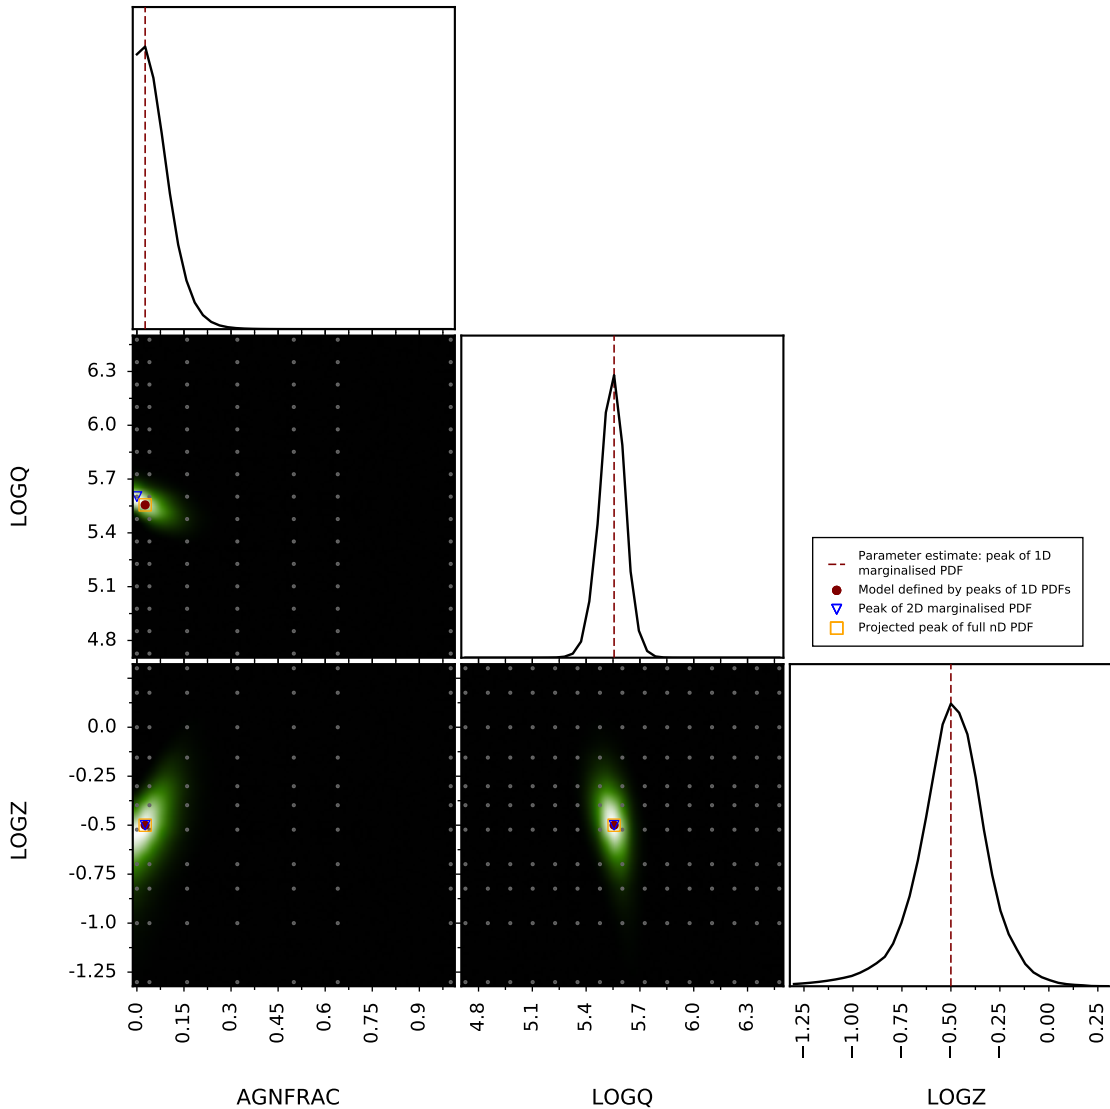 6.3
6.0
5.7
5.4
5.1
4.8
LOGQ
Parameter estimate: peak of 1D
marginalised PDF
Model defined by peaks of 1D PDFs
Peak of 2D marginalised PDF
Projected peak of full nD PDF
0.0
-0.25
-0.5
-0.75
-1.0
-1.25
LOGZ
0.0 0.15 0.3 0.45 0.6 0.75 0.9
4.8 5.1 5.4 5.7 6.0 6.3
−1.25 −1.00 −0.75 −0.50 −0.25 0.00 0.25
AGNFRAC LOGQ LOGZ